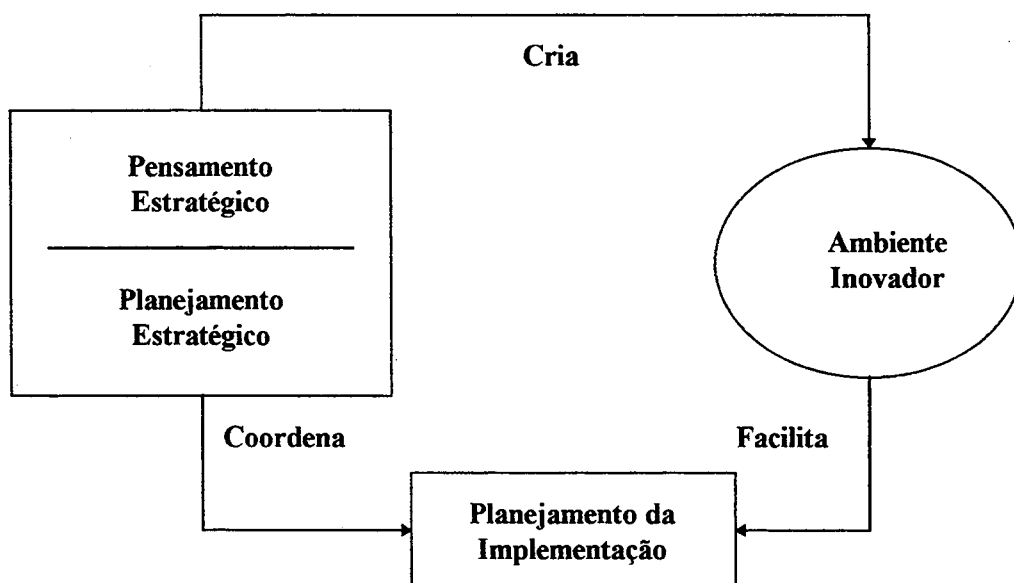 Cria
Pensamento
Estratégico
Planejamento
Estratégico
Ambiente
Inovador
Coordena
Facilita
Planejamento da
Implementação